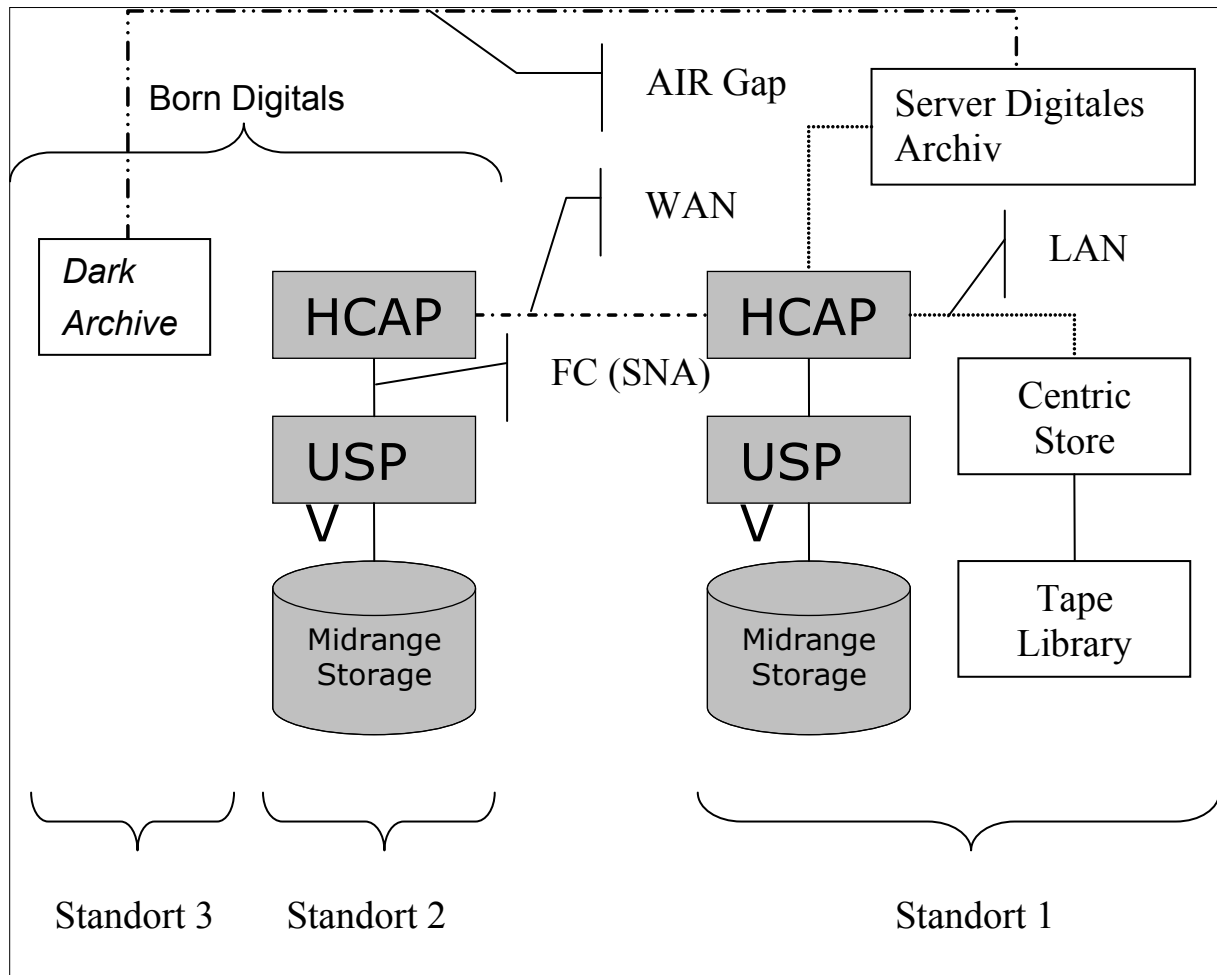 AIR Gap
Born Digitals
Server Digitales
Archiv
WAN
LAN
Dark
Archive
HCAP
HCAP
FC (SNA)
Centric
Store
USP
V
USP
V
Midrange
Storage
Midrange
Storage
Tape
Library
Standort 3
Standort 2
Standort 1